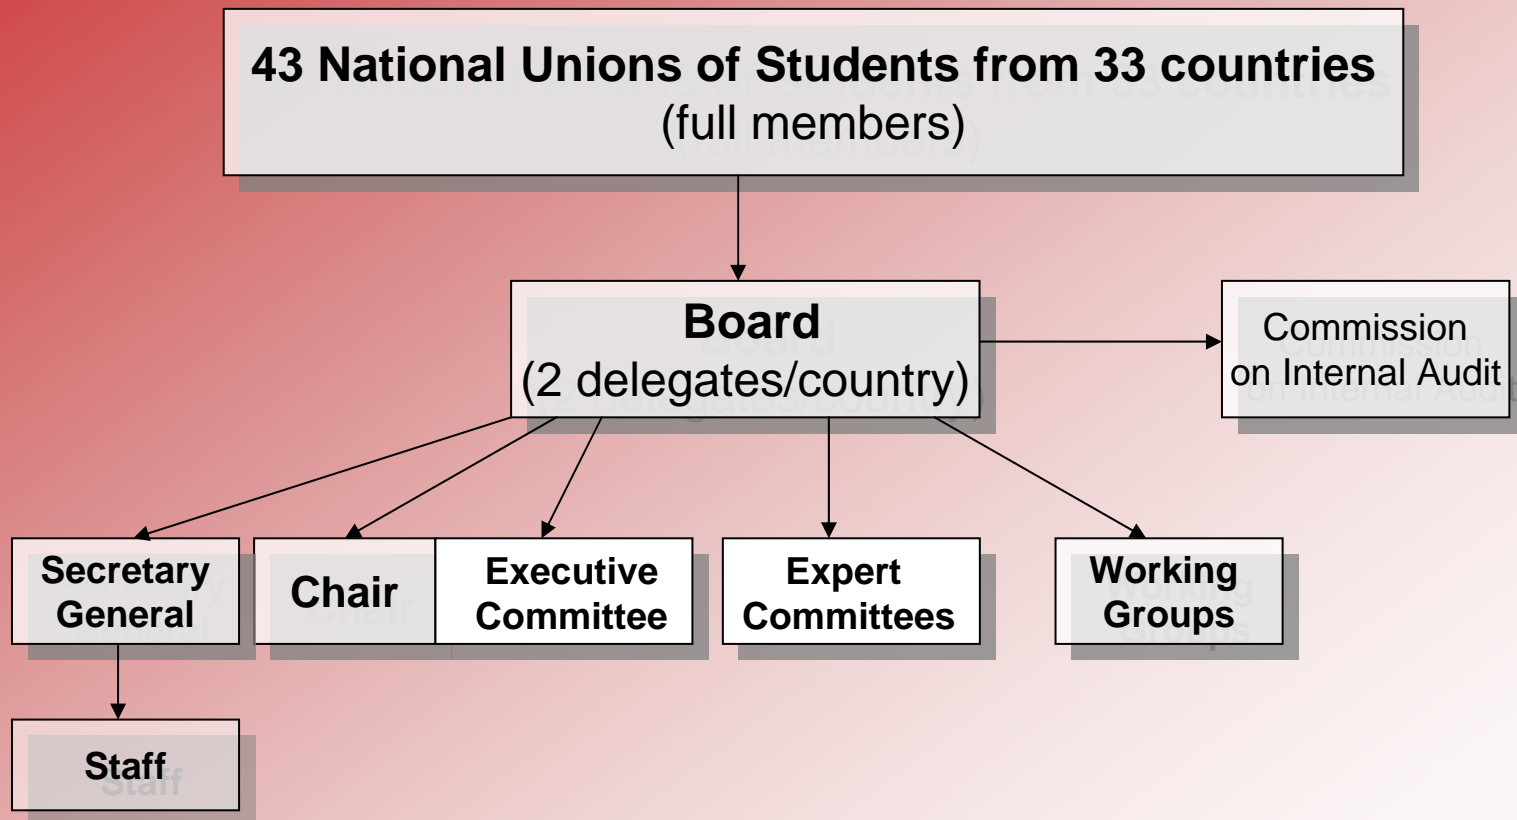 43 National Unions of Students from 33 countries
(full members)
Board
(2 delegates/country)
Commission
on Internal Audit
Secretary
General
Chair
Executive
Committee
Expert
Committees
Working
Groups
Staff